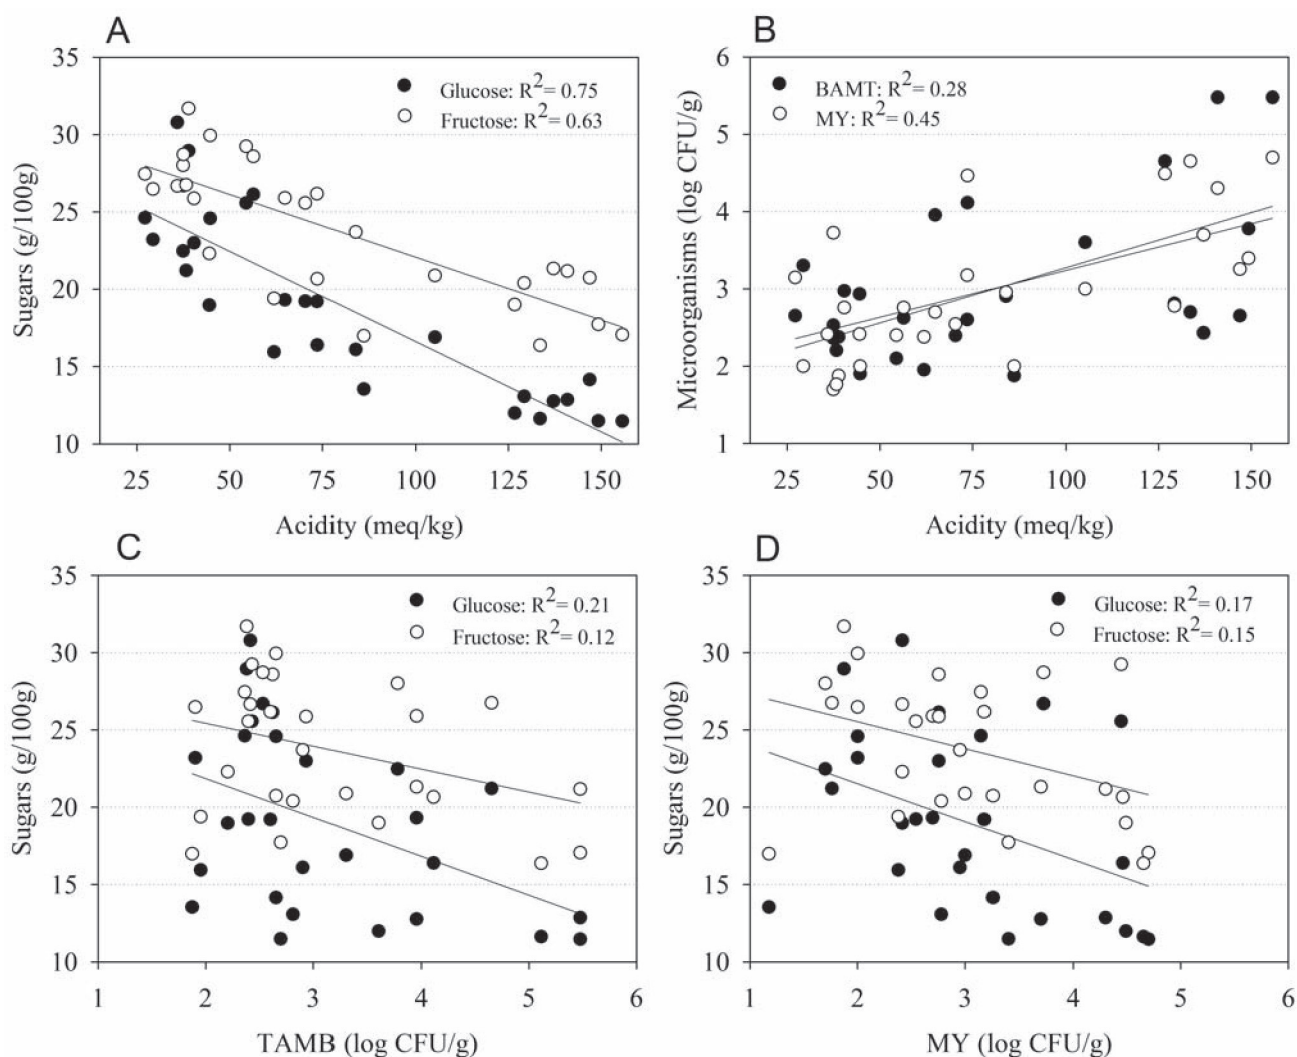 A
35
30
25
20
15
10
Sugars (g/100g)
Glucose: R2= 0.75
Fructose: R2= 0.63
25
50
75
100
125
150
Acidity (meq/kg)
B
6
5
4
3
2
1
Microorganisms (log CFU/g)
BAMT: R2= 0.28
MY: R2= 0.45
25
50
75
100
125
150
Acidity (meq/kg)
C
35
30
25
20
15
10
Sugars (g/100g)
Glucose: R2= 0.21
Fructose: R2= 0.12
1
2
3
4
5
6
TAMB (log CFU/g)
D
35
30
25
20
15
10
Sugars (g/100g)
Glucose: R2= 0.17
Fructose: R2= 0.15
1
2
3
4
5
6
MY (log CFU/g)